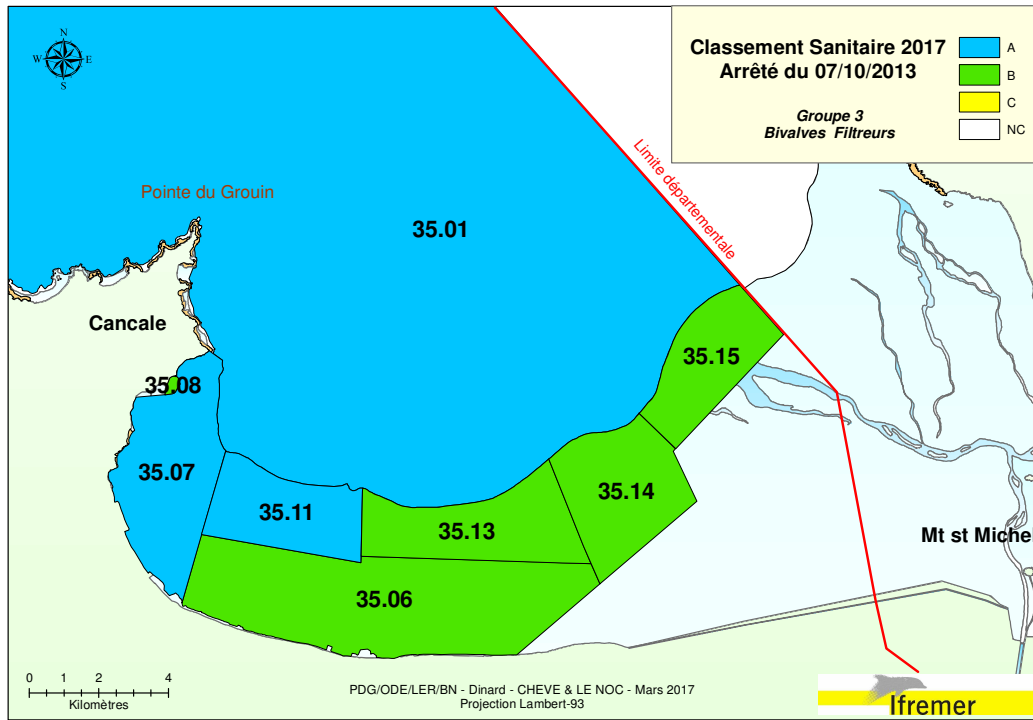 N
W E
S
Classement Sanitaire 2017
Arrêté du 07/10/2013
Groupe 3
Bivalves Filtreurs
A
B
C
NC
Limite départementale
Pointe du Grouin
35.01
Cancale
35.15
35.08
35.07
35.14
35.11
35.13
Mt st Michel
35.06
0 1 2 4
Kilomètres
PDG/ODE/LER/BN - Dinard - CHEVE & LE NOC - Mars 2017
Projection Lambert-93
Ifremer